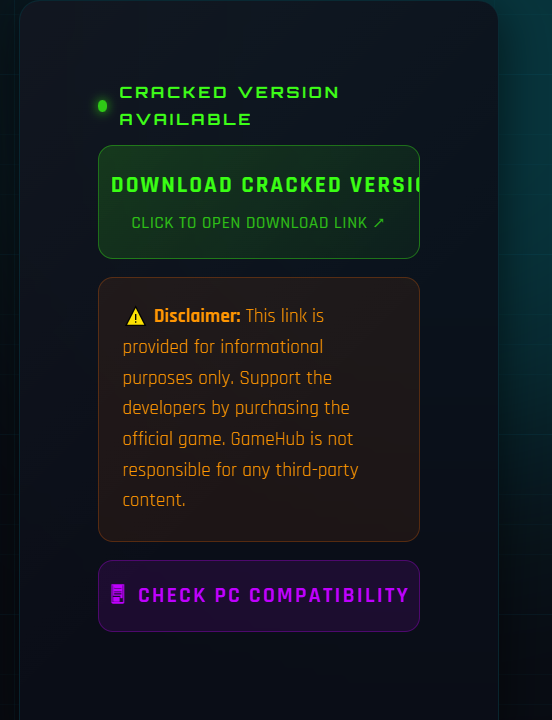 CRACKED VERSION
AVAILABLE
DOWNLOAD CRACKED VERSI
CLICK TO OPEN DOWNLOAD LINK ↗
⚠️ Disclaimer: This link is
provided for informational
purposes only. Support the
developers by purchasing the
official game. GameHub is not
responsible for any third-party
content.
CHECK PC COMPATIBILITY